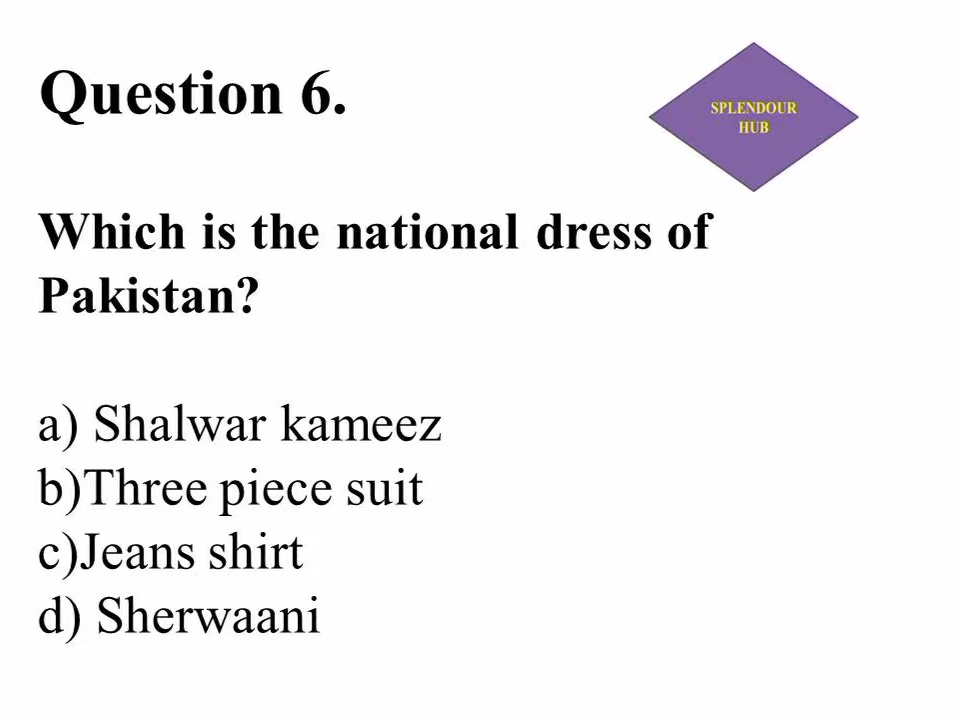 Question 6.
SPLENDOUR
HUB
Which is the national dress of
Pakistan?
a) Shalwar kameez
b)Three piece suit
c)Jeans shirt
d) Sherwaani